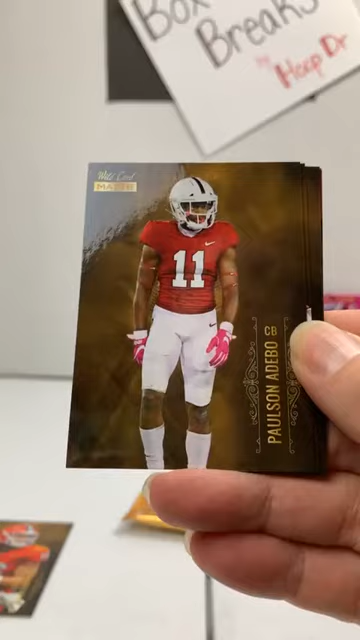 Box
Breaks
by
Hoop Dr
Wild Card
MATTE
11
PAULSON ADEBO CB